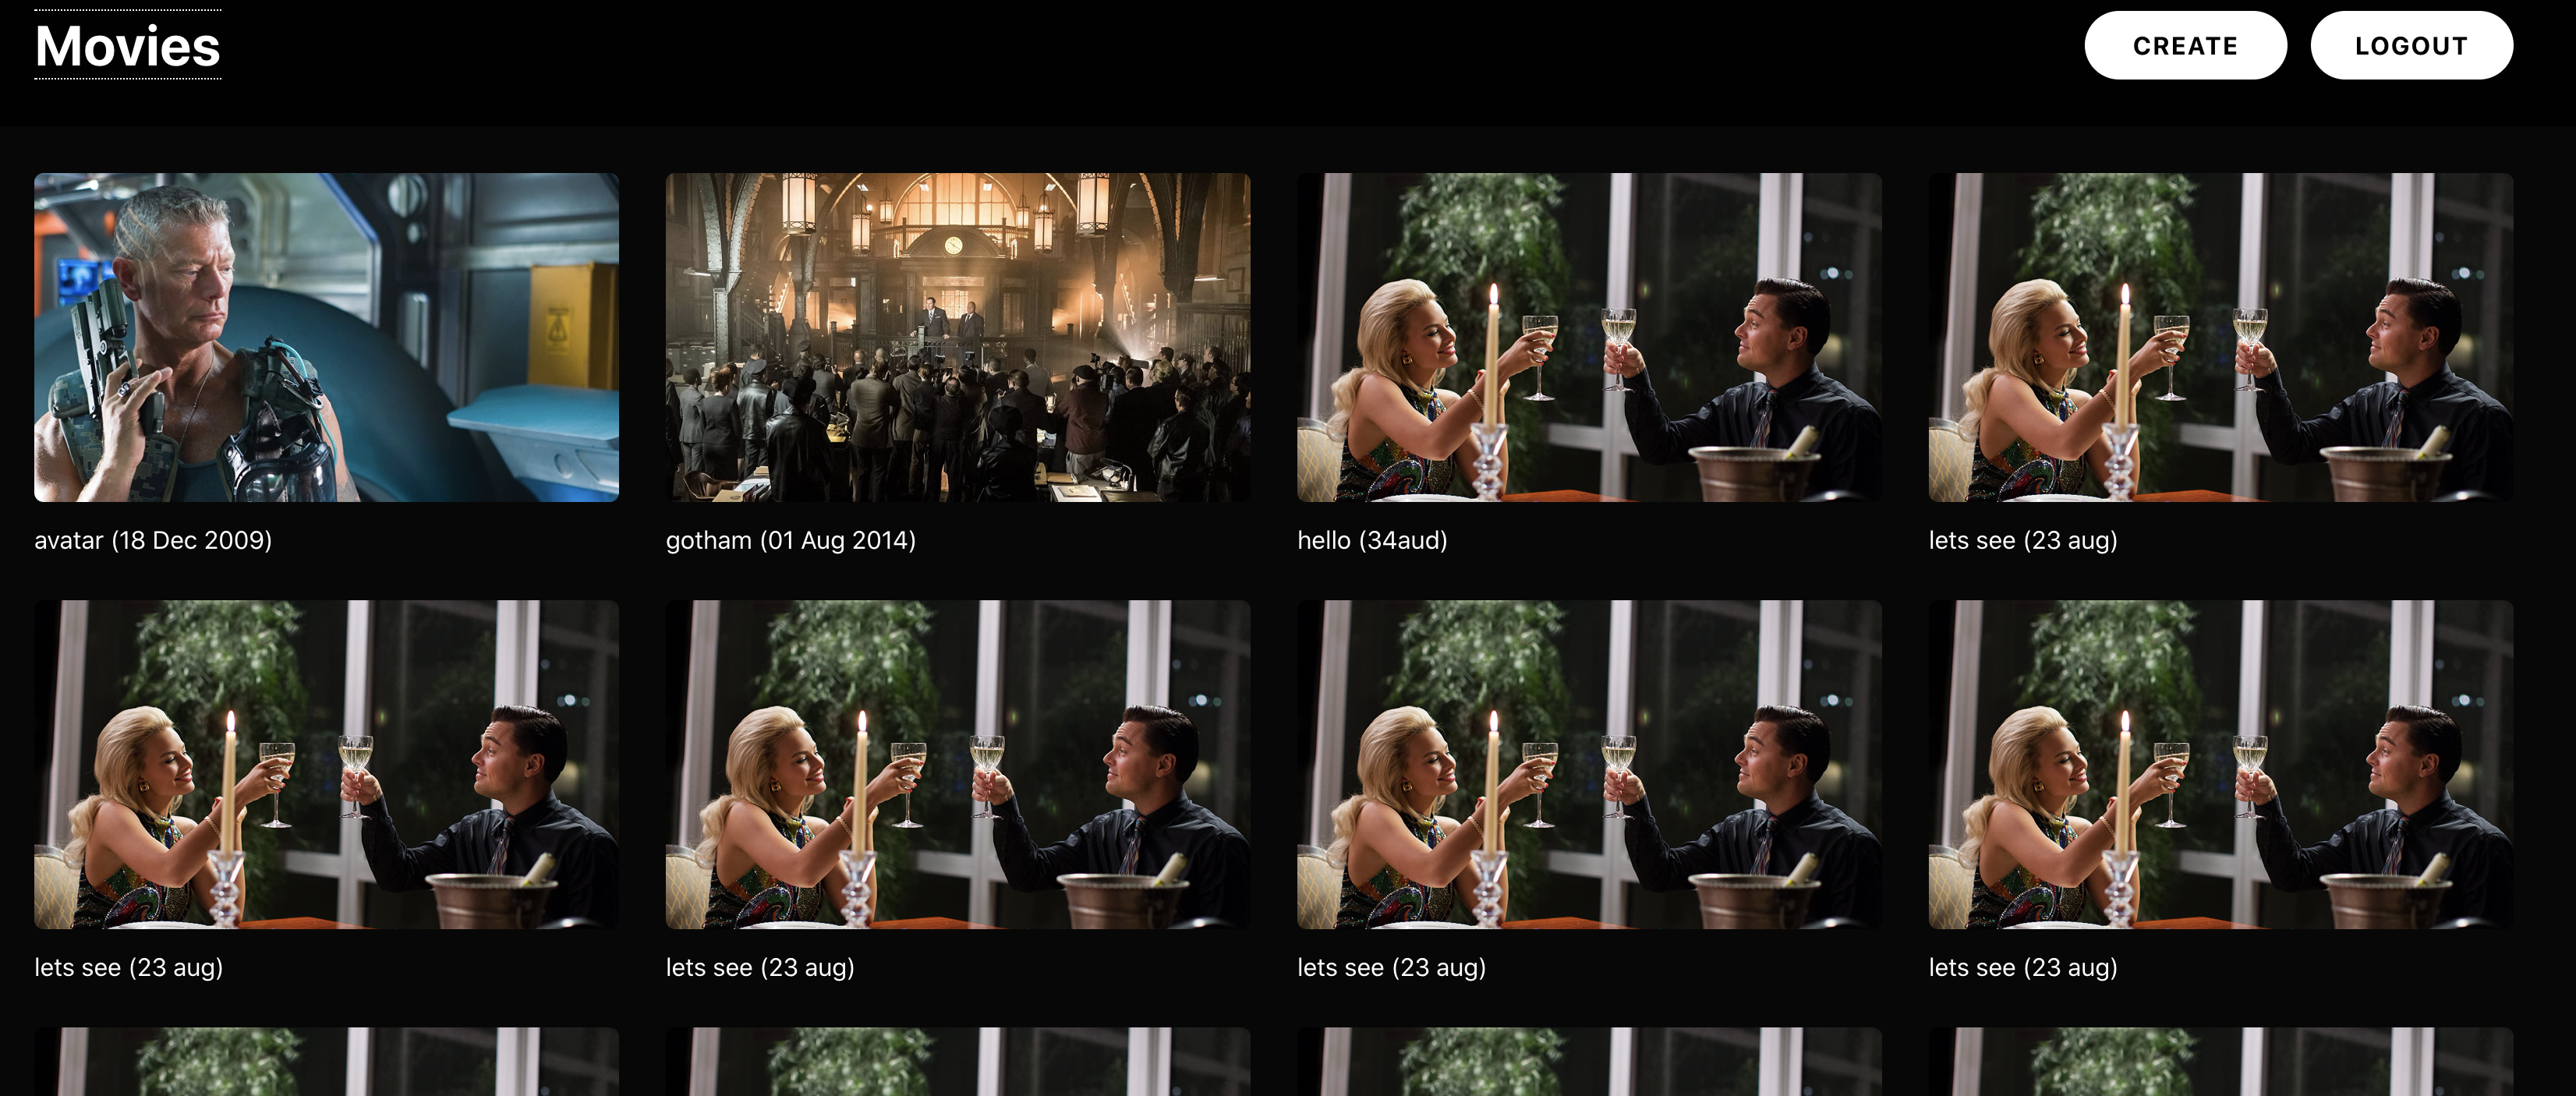 Movies
CREATE
LOGOUT
avatar (18 Dec 2009)
gotham (01 Aug 2014)
hello (34aud)
lets see (23 aug)
lets see (23 aug)
lets see (23 aug)
lets see (23 aug)
lets see (23 aug)